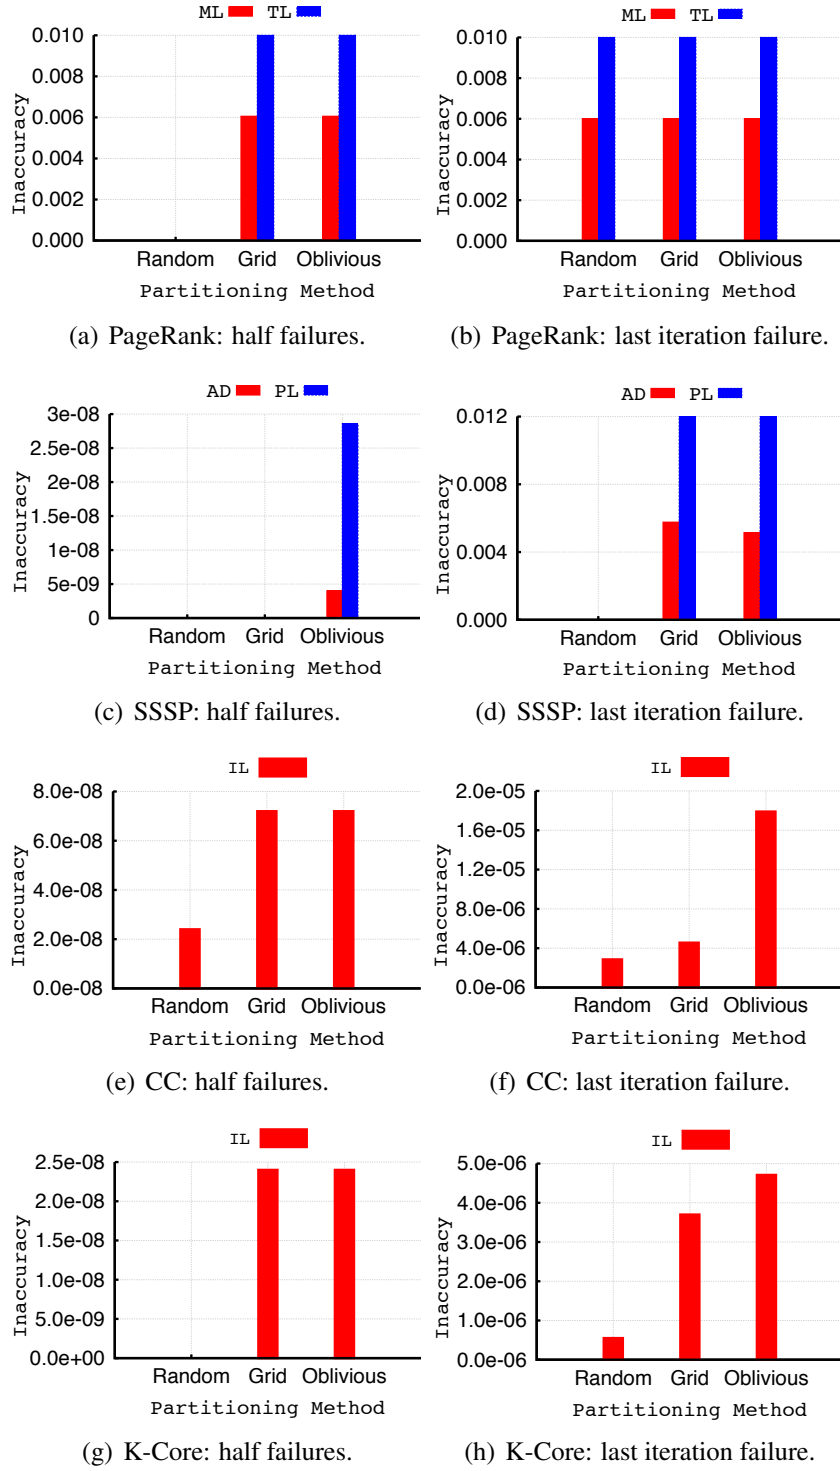 ML TL
0.010
0.008
0.006
0.004
0.002
0.000
Inaccuracy
Random Grid Oblivious
Partitioning Method
(a) PageRank: half failures.
ML TL
0.010
0.008
0.006
0.004
0.002
0.000
Inaccuracy
Random Grid Oblivious
Partitioning Method
(b) PageRank: last iteration failure.
AD PL
3e-08
2.5e-08
2e-08
1.5e-08
1e-08
5e-09
0
Inaccuracy
Random Grid Oblivious
Partitioning Method
(c) SSSP: half failures.
AD PL
0.012
0.008
0.004
0.000
Inaccuracy
Random Grid Oblivious
Partitioning Method
(d) SSSP: last iteration failure.
IL
8.0e-08
6.0e-08
4.0e-08
2.0e-08
0.0e-08
Inaccuracy
Random Grid Oblivious
Partitioning Method
(e) CC: half failures.
IL
2.0e-05
1.6e-05
1.2e-05
8.0e-06
4.0e-06
0.0e-06
Inaccuracy
Random Grid Oblivious
Partitioning Method
(f) CC: last iteration failure.
IL
2.5e-08
2.0e-08
1.5e-08
1.0e-08
5.0e-09
0.0e+00
Inaccuracy
Random Grid Oblivious
Partitioning Method
(g) K-Core: half failures.
IL
5.0e-06
4.0e-06
3.0e-06
2.0e-06
1.0e-06
0.0e-06
Inaccuracy
Random Grid Oblivious
Partitioning Method
(h) K-Core: last iteration failure.